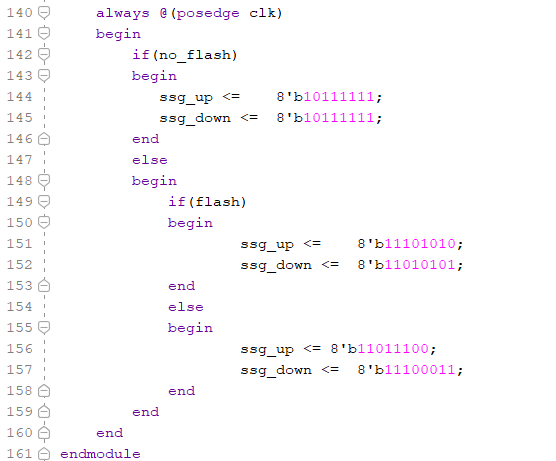 140 always @(posedge clk)
141 begin
142 if(no_flash)
143 begin
144 ssg_up <= 8'b10111111;
145 ssg_down <= 8'b10111111;
146 end
147 else
148 begin
149 if(flash)
150 begin
151 ssg_up <= 8'b11101010;
152 ssg_down <= 8'b11010101;
153 end
154 else
155 begin
156 ssg_up <= 8'b11011100;
157 ssg_down <= 8'b11100011;
158 end
159 end
160 end
161 endmodule